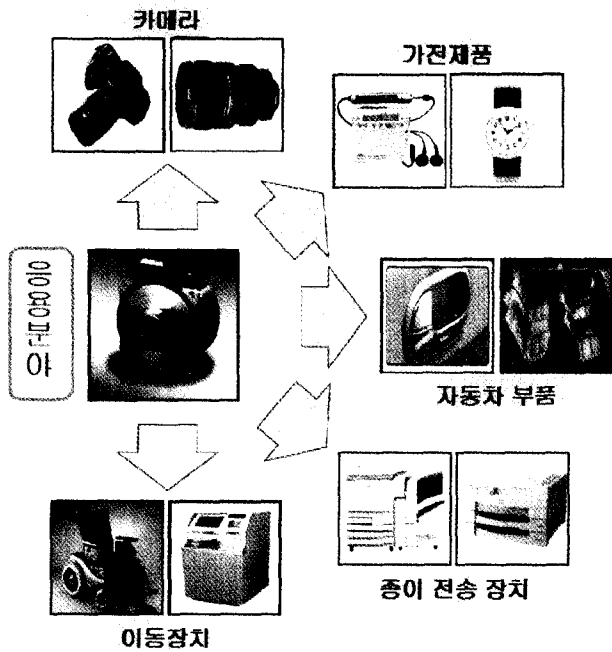 카메라
가전제품
응용분야
자동차 부품
종이 전송 장치
이동장치